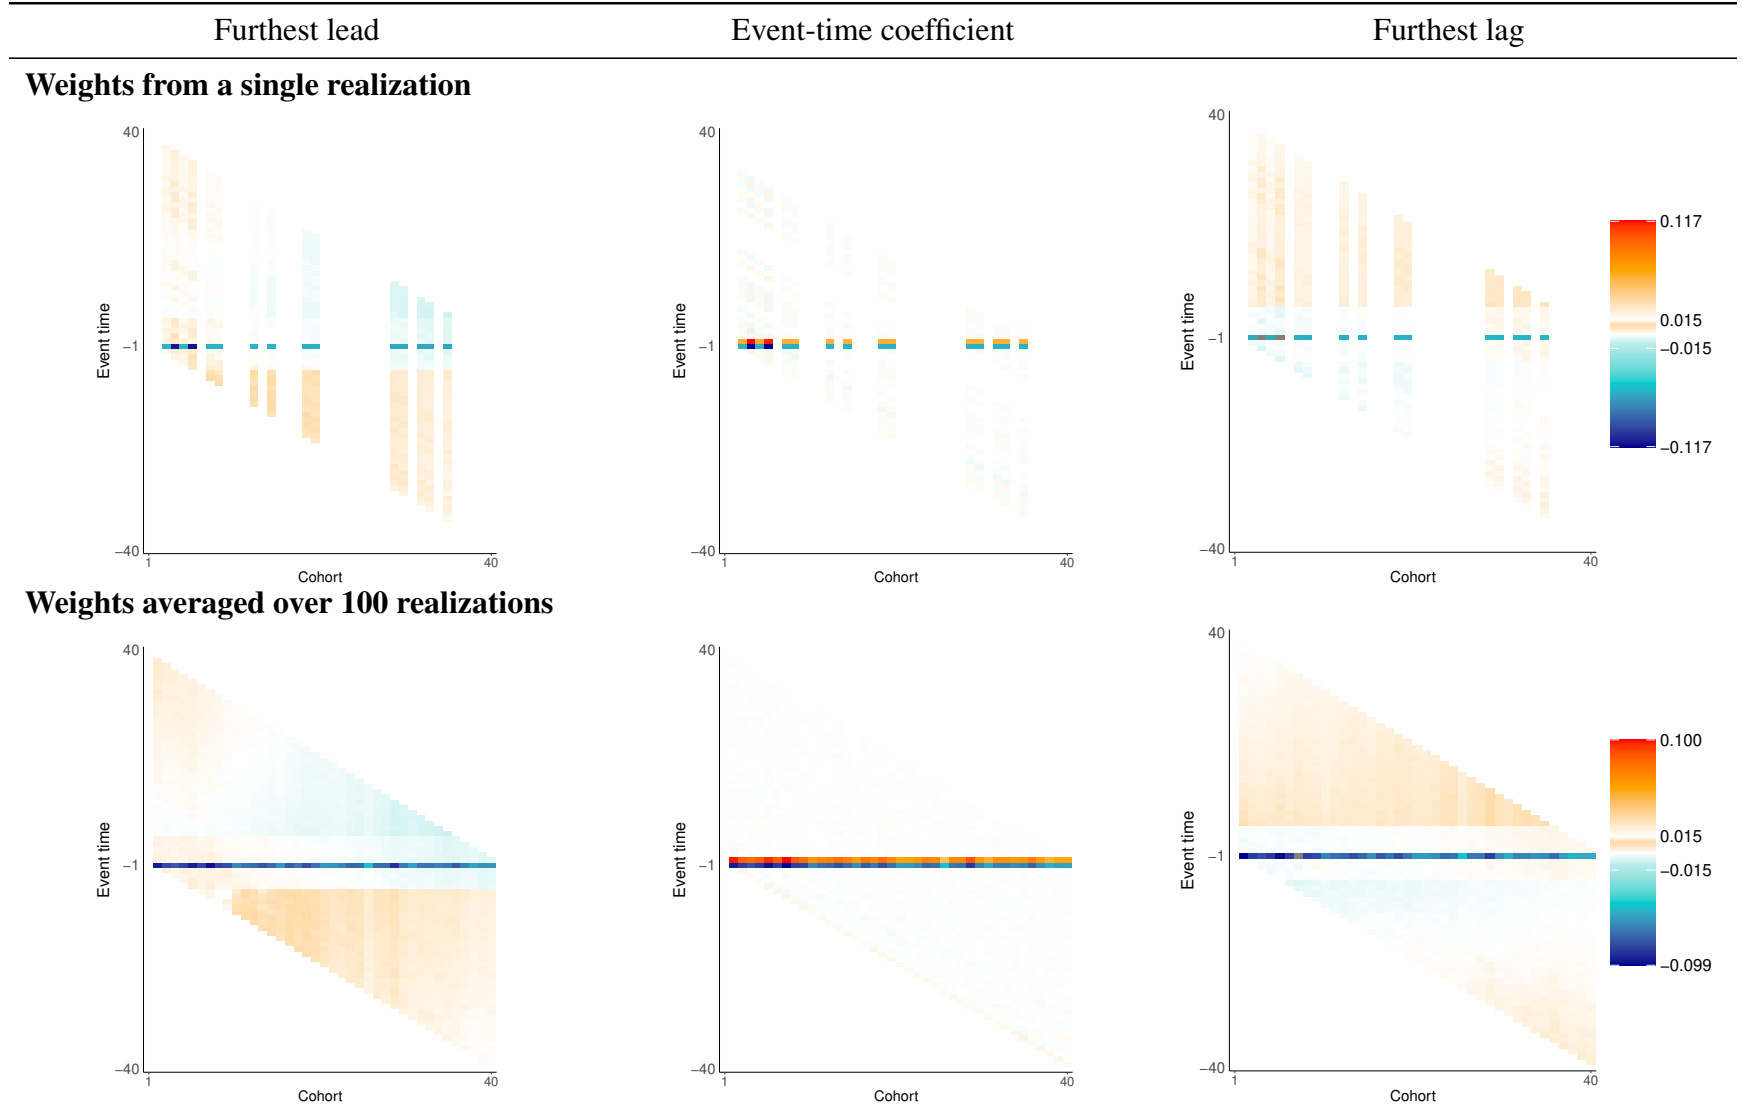 Furthest lead Event-time coefficient Furthest lag
Weights from a single realization
40 −1 −40 Event time 1 40 Cohort
40 −1 −40 Event time 1 40 Cohort
40 −1 −40 Event time 1 40 Cohort
0.117
0.015
−0.015
−0.117
Weights averaged over 100 realizations
40 −1 −40 Event time 1 40 Cohort
40 −1 −40 Event time 1 40 Cohort
40 −1 −40 Event time 1 40 Cohort
0.100
0.015
−0.015
−0.099